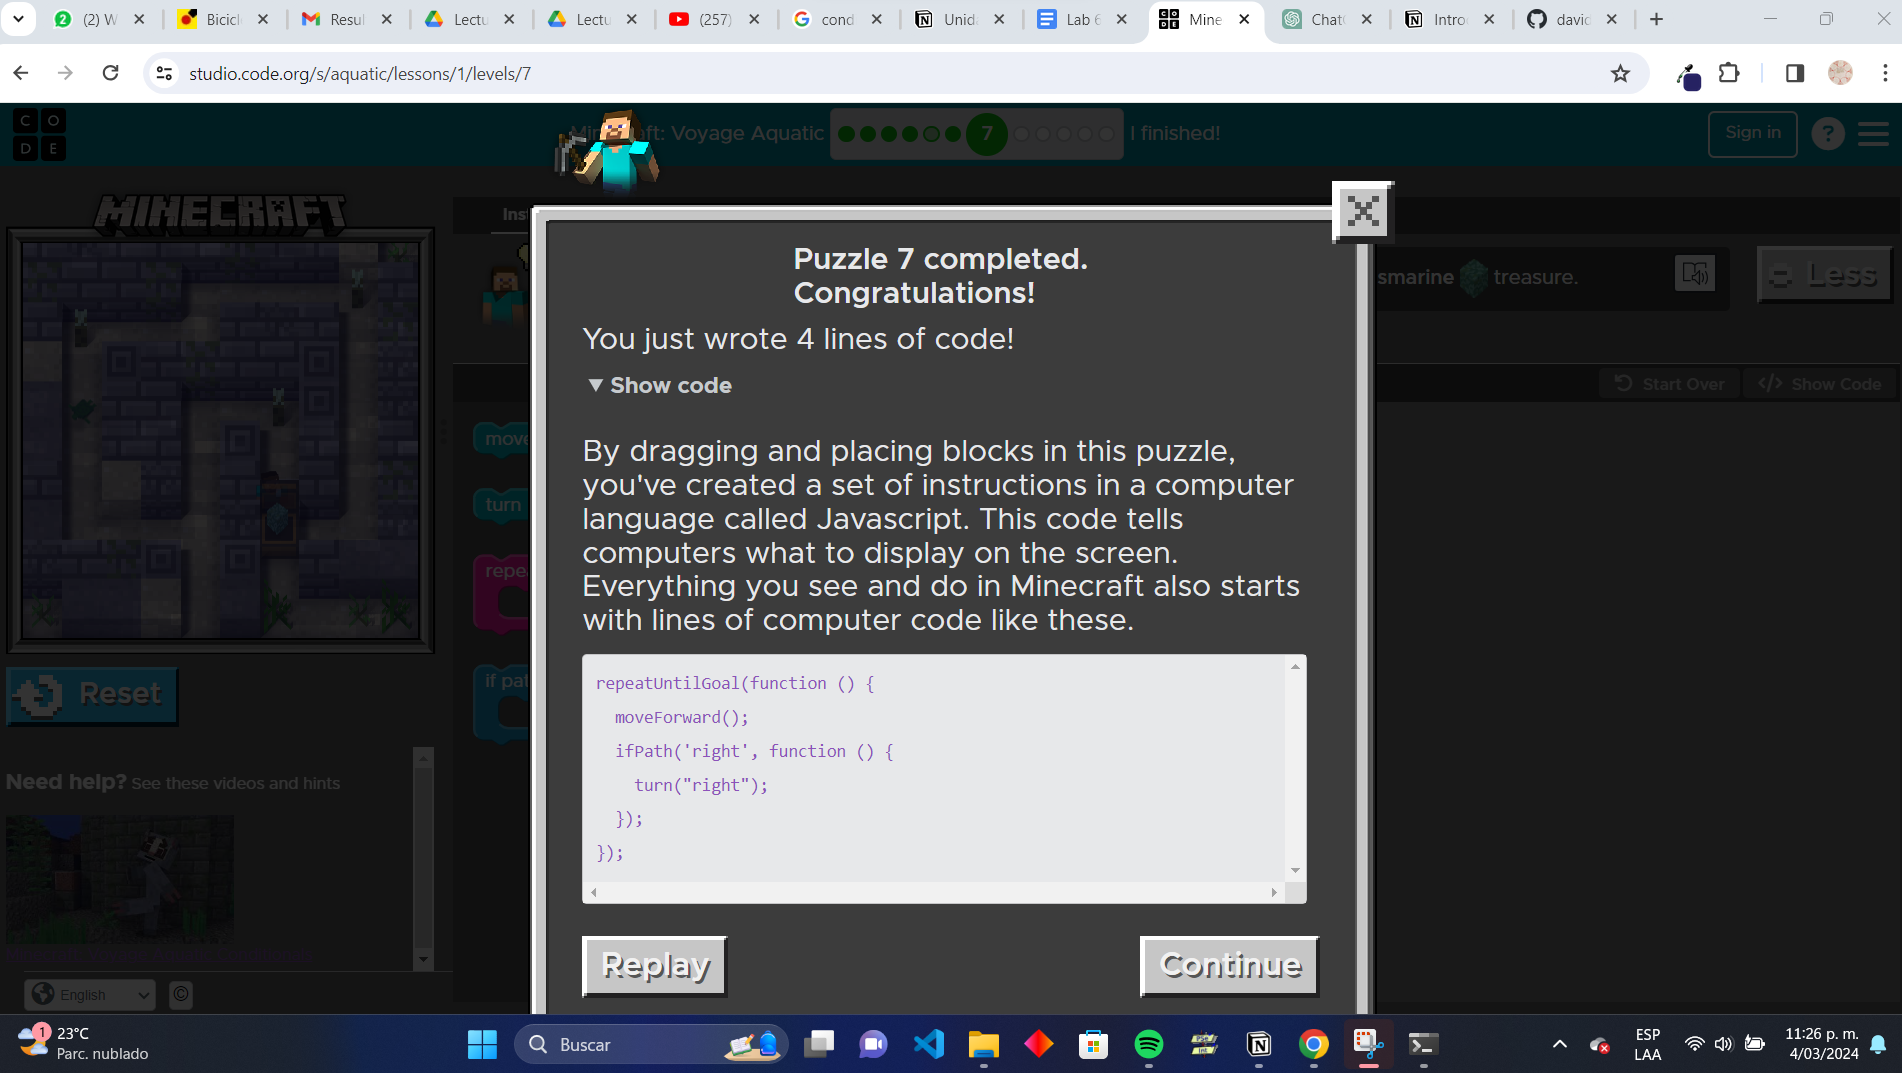 (2) W
Bicicl
Resul
Lectu
Lectu
(257)
cond
Unida
Lab 6
Mine
Chat
Intro
david
studio.code.org/s/aquatic/lessons/1/levels/7
C O
D E
Minecraft: Voyage Aquatic
7
I finished!
Sign in
?
MINECRAFT
Inst
smarine treasure.
Less
Start Over
Show Code
move
turn
repe
if pat
Reset
Need help? See these videos and hints
English
Puzzle 7 completed.
Congratulations!
You just wrote 4 lines of code!
Show code
By dragging and placing blocks in this puzzle,
you've created a set of instructions in a computer
language called Javascript. This code tells
computers what to display on the screen.
Everything you see and do in Minecraft also starts
with lines of computer code like these.
repeatUntilGoal(function () {
moveForward();
ifPath('right', function () {
turn("right");
});
});
Replay
Continue
1
23°C
Parc. nublado
Buscar
ESP
LAA
11:26 p. m.
4/03/2024